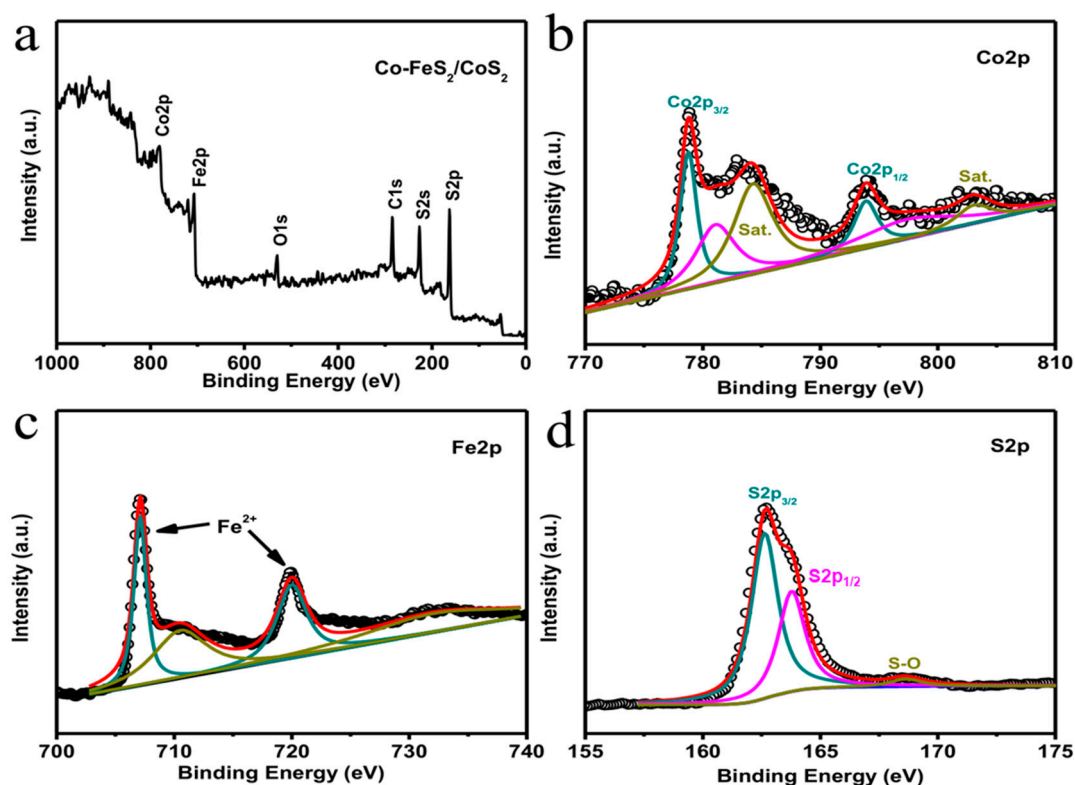 a
Co-FeS₂/CoS₂
Co2p
Fe2p
O1s
C1s
S2s
S2p
Intensity (a.u.)
1000 800 600 400 200 0
Binding Energy (eV)
b
Co2p
Co2p₃/₂
Sat.
Co2p₁/₂
Sat.
Intensity (a.u.)
770 780 790 800 810
Binding Energy (eV)
c
Fe2p
Fe²⁺
Intensity (a.u.)
700 710 720 730 740
Binding Energy (eV)
d
S2p
S2p₃/₂
S2p₁/₂
S-O
Intensity (a.u.)
155 160 165 170 175
Binding Energy (eV)